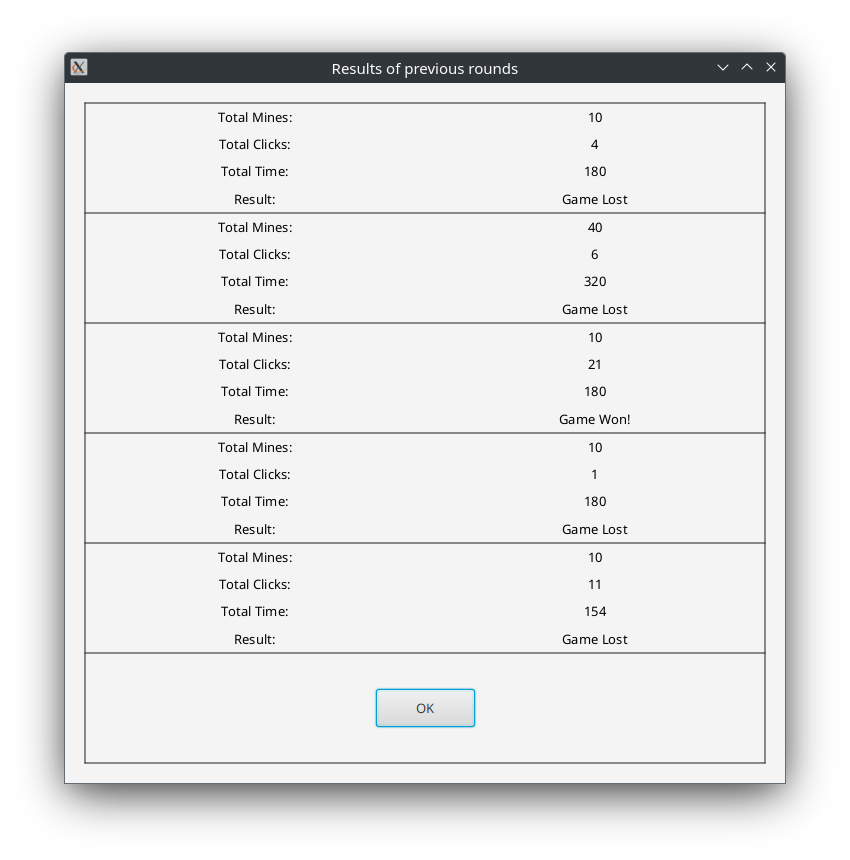 Results of previous rounds
Total Mines: 10
Total Clicks: 4
Total Time: 180
Result: Game Lost
Total Mines: 40
Total Clicks: 6
Total Time: 320
Result: Game Lost
Total Mines: 10
Total Clicks: 21
Total Time: 180
Result: Game Won!
Total Mines: 10
Total Clicks: 1
Total Time: 180
Result: Game Lost
Total Mines: 10
Total Clicks: 11
Total Time: 154
Result: Game Lost
OK